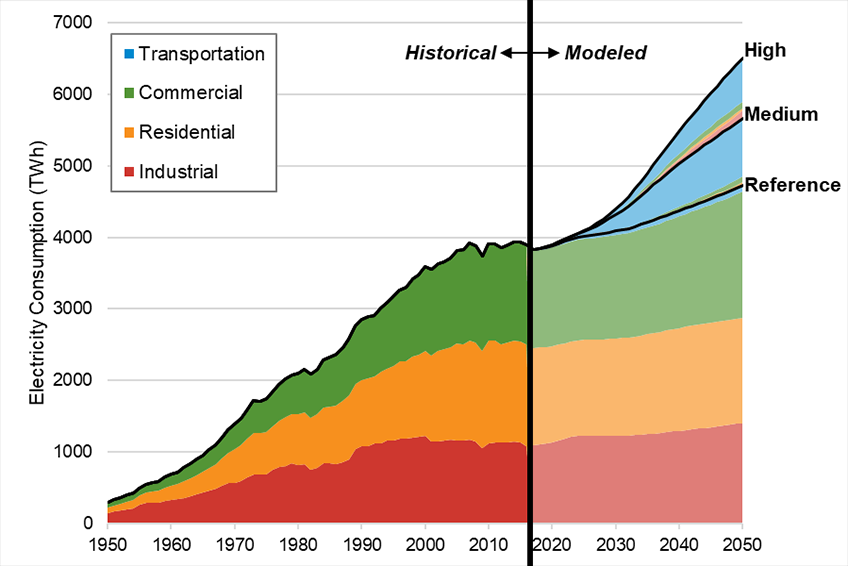 Electricity Consumption (TWh)
7000
6000
5000
4000
3000
2000
1000
0
Transportation
Commercial
Residential
Industrial
Historical
Modeled
High
Medium
Reference
1950 1960 1970 1980 1990 2000 2010 2020 2030 2040 2050